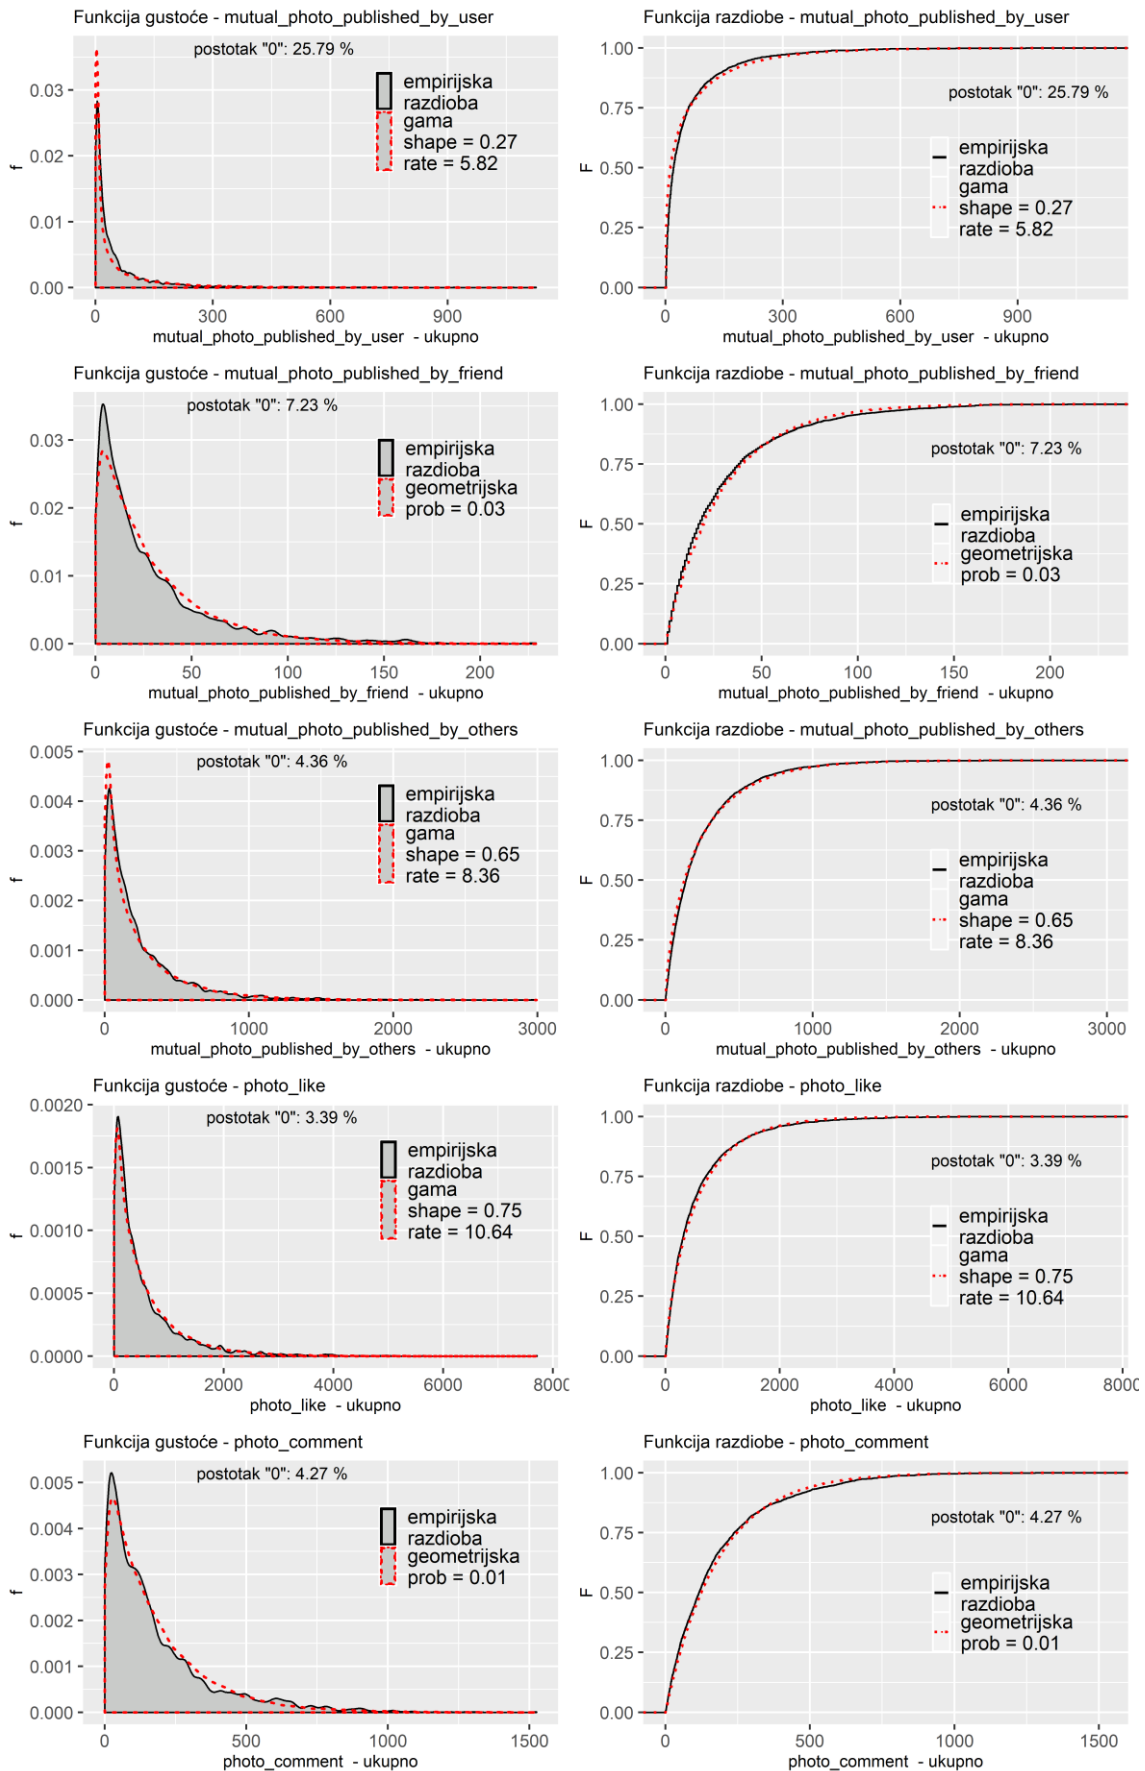 Funkcija gustoće - mutual_photo_published_by_user
postotak "0": 25.79 %
empirijska
razdioba
gama
shape = 0.27
rate = 5.82
f
0.03
0.02
0.01
0.00
0 300 600 900
mutual_photo_published_by_user - ukupno
Funkcija razdiobe - mutual_photo_published_by_user
postotak "0": 25.79 %
empirijska
razdioba
gama
shape = 0.27
rate = 5.82
F
1.00
0.75
0.50
0.25
0.00
0 300 600 900
mutual_photo_published_by_user - ukupno
Funkcija gustoće - mutual_photo_published_by_friend
postotak "0": 7.23 %
empirijska
razdioba
geometrijska
prob = 0.03
f
0.03
0.02
0.01
0.00
0 50 100 150 200
mutual_photo_published_by_friend - ukupno
Funkcija razdiobe - mutual_photo_published_by_friend
postotak "0": 7.23 %
empirijska
razdioba
geometrijska
prob = 0.03
F
1.00
0.75
0.50
0.25
0.00
0 50 100 150 200
mutual_photo_published_by_friend - ukupno
Funkcija gustoće - mutual_photo_published_by_others
postotak "0": 4.36 %
empirijska
razdioba
gama
shape = 0.65
rate = 8.36
f
0.005
0.004
0.003
0.002
0.001
0.000
0 1000 2000 3000
mutual_photo_published_by_others - ukupno
Funkcija razdiobe - mutual_photo_published_by_others
postotak "0": 4.36 %
empirijska
razdioba
gama
shape = 0.65
rate = 8.36
F
1.00
0.75
0.50
0.25
0.00
0 1000 2000 3000
mutual_photo_published_by_others - ukupno
Funkcija gustoće - photo_like
postotak "0": 3.39 %
empirijska
razdioba
gama
shape = 0.75
rate = 10.64
f
0.0020
0.0015
0.0010
0.0005
0.0000
0 2000 4000 6000 8000
photo_like - ukupno
Funkcija razdiobe - photo_like
postotak "0": 3.39 %
empirijska
razdioba
gama
shape = 0.75
rate = 10.64
F
1.00
0.75
0.50
0.25
0.00
0 2000 4000 6000 8000
photo_like - ukupno
Funkcija gustoće - photo_comment
postotak "0": 4.27 %
empirijska
razdioba
geometrijska
prob = 0.01
f
0.005
0.004
0.003
0.002
0.001
0.000
0 500 1000 1500
photo_comment - ukupno
Funkcija razdiobe - photo_comment
postotak "0": 4.27 %
empirijska
razdioba
geometrijska
prob = 0.01
F
1.00
0.75
0.50
0.25
0.00
0 500 1000 1500
photo_comment - ukupno